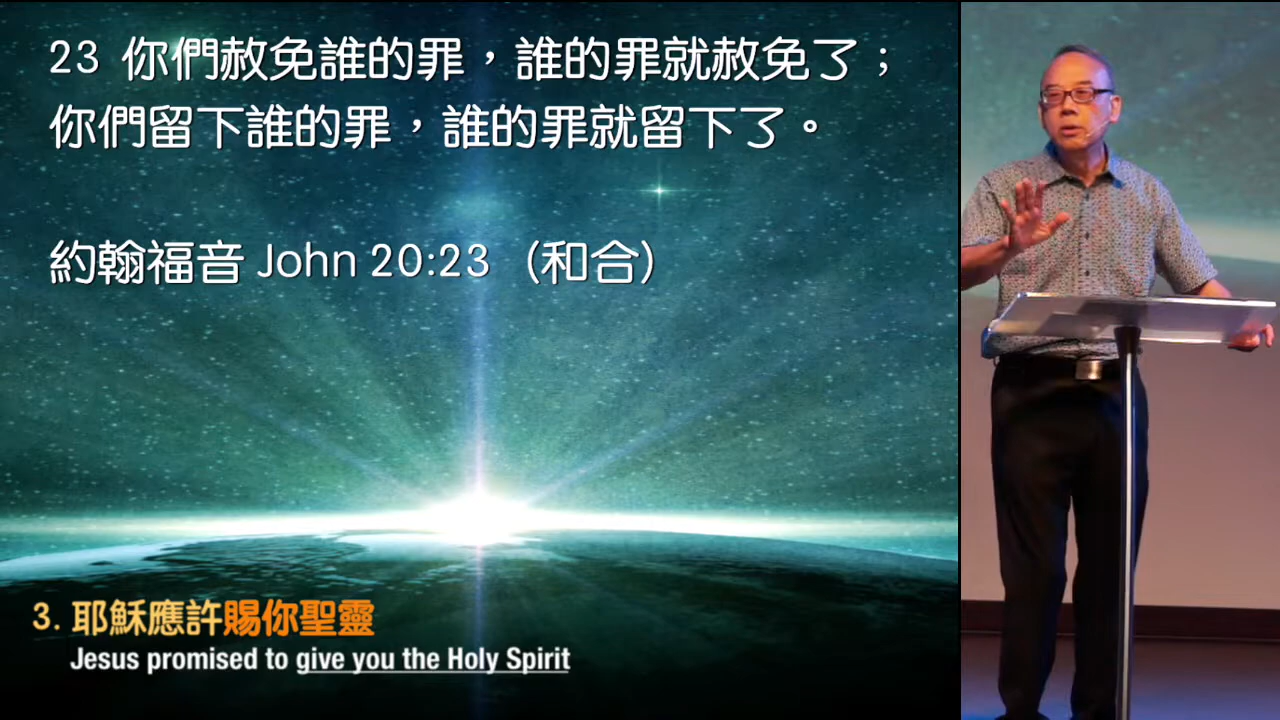 23 你們赦免誰的罪，誰的罪就赦免了；
你們留下誰的罪，誰的罪就留下了。
約翰福音 John 20:23 （和合）
3. 耶穌應許賜你聖靈
Jesus promised to give you the Holy Spirit